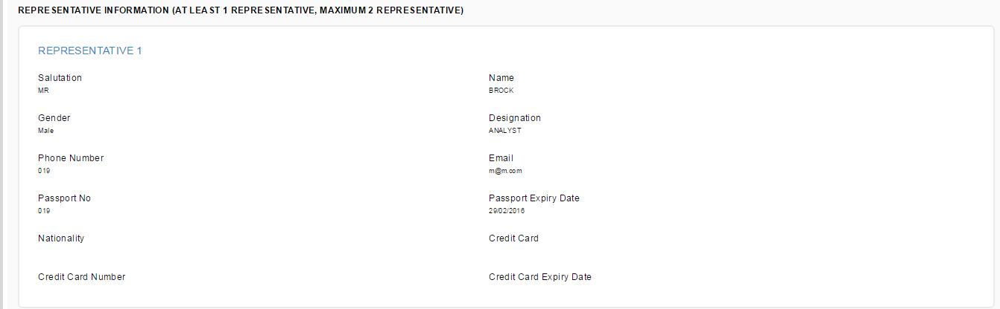 REPRESENTATIVE INFORMATION (AT LEAST 1 REPRESENTATIVE, MAXIMUM 2 REPRESENTATIVE)
REPRESENTATIVE 1
Salutation
MR
Name
BROCK
Gender
Male
Designation
ANALYST
Phone Number
019
Email
m@m.com
Passport No
019
Passport Expiry Date
29/02/2016
Nationality
Credit Card
Credit Card Number
Credit Card Expiry Date